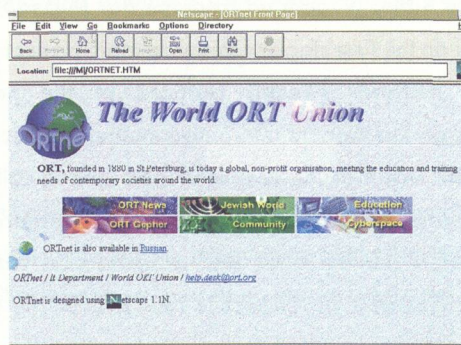 Netscape - [ORTnet Front Page]
File Edit View Go Bookmarks Options Directory
Back Forward Home Reload Images Open Print Find Stop
Location: file:///M|/ORTNET.HTM
ORTnet
The World ORT Union
ORT, founded in 1880 in St.Petersburg, is today a global, non-profit organisation, meeting the education and training
needs of contemporary societies around the world.
ORT News Jewish World Education
ORT Gopher Community Cyberspace
ORTnet is also available in Russian.
ORTnet / It Department / World ORT Union / help.desk@ort.org
ORTnet is designed using Netscape 1.1N.